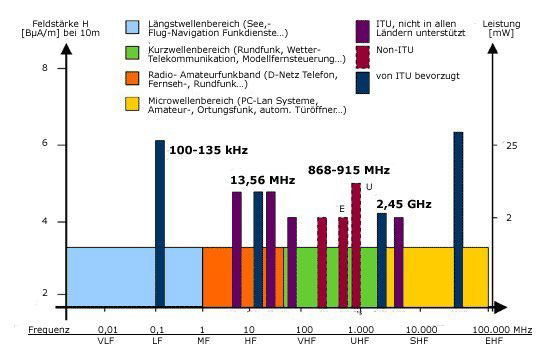 Feldstärke H
[BµA/m] bei 10m
Längstwellenbereich (See,-
Flug-Navigation Funkdienste...)
Kurzwellenbereich (Rundfunk, Wetter-
Telekommunikation, Modellfernsteuerung...)
Radio- Amateurfunkband (D-Netz Telefon,
Fernseh-, Rundfunk...)
Microwellenbereich (PC-Lan Systeme,
Amateur-, Ortungsfunk, autom. Türöffner...)
ITU, nicht in allen
Ländern unterstützt
Non-ITU
von ITU bevorzugt
Leistung
[mW]
8
6
4
2
25
2
100-135 kHz
13,56 MHz
868-915 MHz
2,45 GHz
E
U
Frequenz 0,01 0,1 1 10 100 1.000 10.000 100.000 MHz
VLF LF MF HF VHF UHF SHF EHF